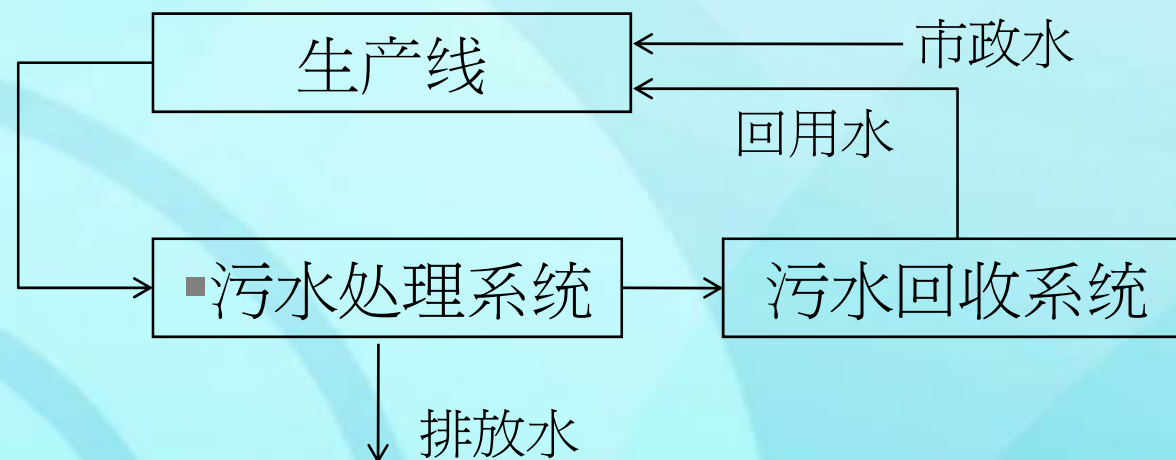 生产线
市政水
回用水
污水处理系统
污水回收系统
排放水